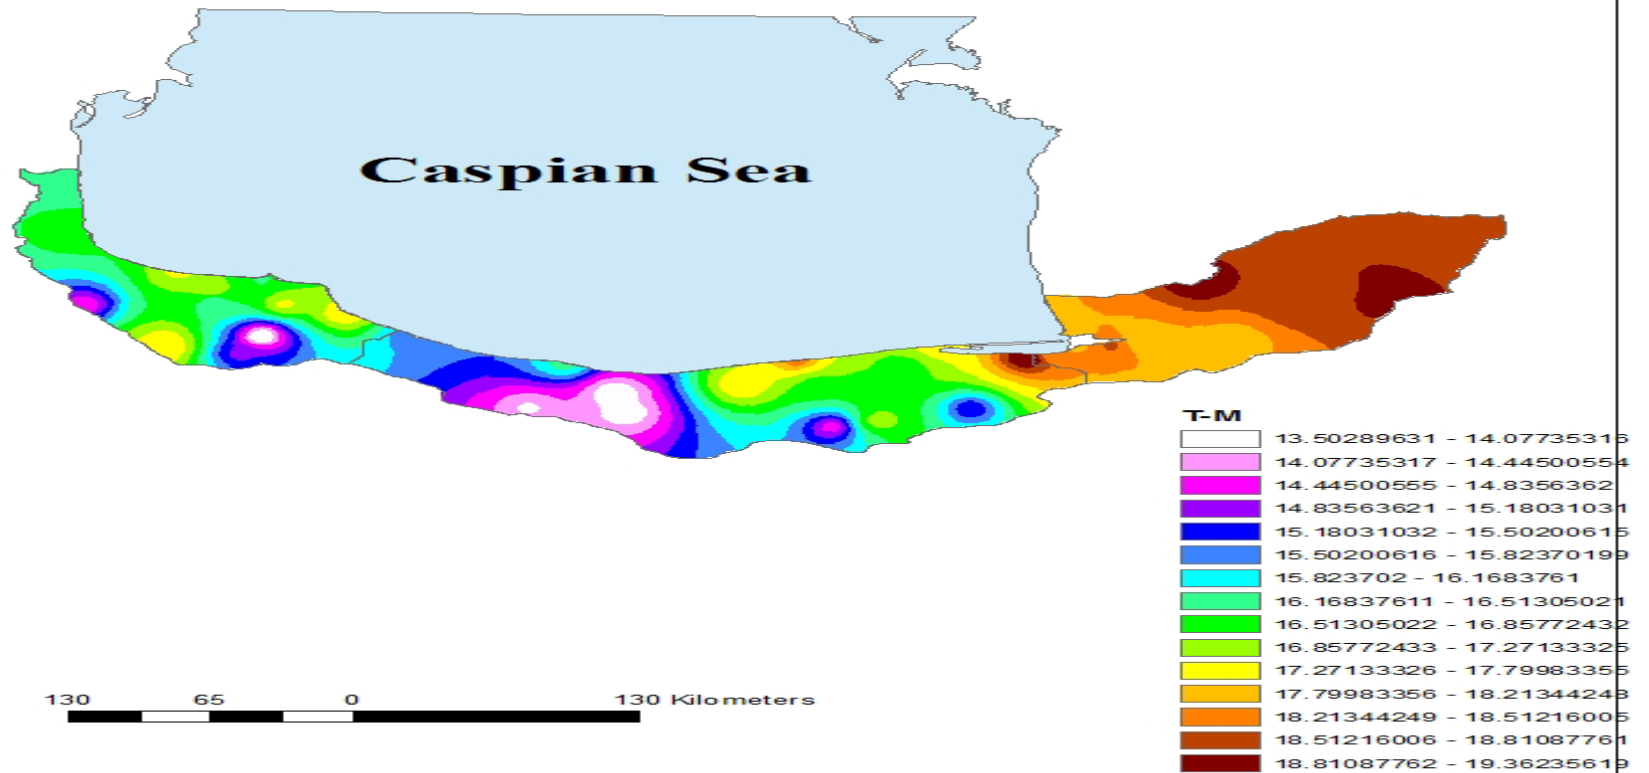 Caspian Sea
T-M
13.50289631 - 14.07735316
14.07735317 - 14.44500554
14.44500555 - 14.8356362
14.83563621 - 15.18031031
15.18031032 - 15.50200615
15.50200616 - 15.82370199
15.823702 - 16.1683761
16.16837611 - 16.51305021
16.51305022 - 16.85772432
16.85772433 - 17.27133325
17.27133326 - 17.79983355
17.79983356 - 18.21344248
18.21344249 - 18.51216005
18.51216006 - 18.81087761
18.81087762 - 19.36235619
130 65 0 130 Kilometers